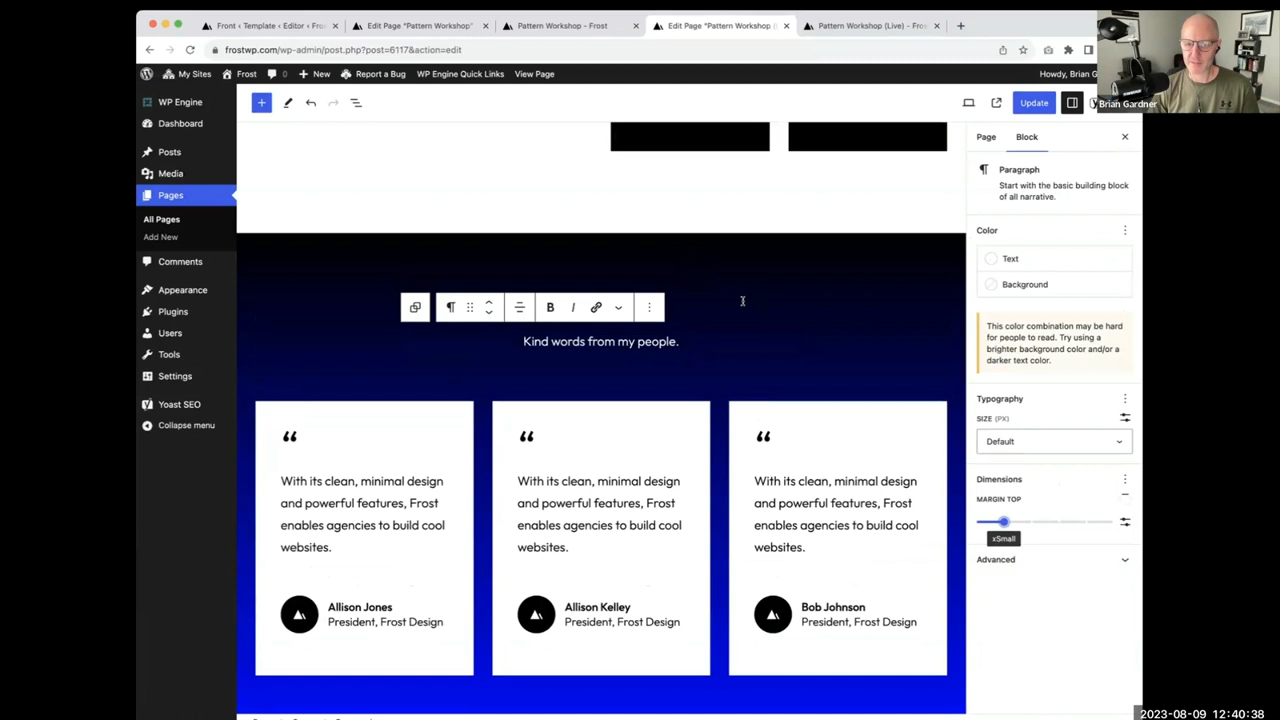 Front ‹ Template ‹ Editor ‹ Fro
Edit Page "Pattern Workshop"
Pattern Workshop - Frost
Edit Page "Pattern Workshop (
Pattern Workshop (Live) - Fros
frostwp.com/wp-admin/post.php?post=6117&action=edit
My Sites
Frost
0
New
Report a Bug
WP Engine Quick Links
View Page
Howdy, Brian G
Brian Gardner
WP Engine
Dashboard
Posts
Media
Pages
All Pages
Add New
Comments
Appearance
Plugins
Users
Tools
Settings
Yoast SEO
Collapse menu
Update
Page
Block
Paragraph
Start with the basic building block
of all narrative.
Color
Text
Background
This color combination may be hard
for people to read. Try using a
brighter background color and/or a
darker text color.
Typography
SIZE (PX)
Default
Dimensions
MARGIN TOP
xSmall
Advanced
B I
Kind words from my people.
“
With its clean, minimal design
and powerful features, Frost
enables agencies to build cool
websites.
Allison Jones
President, Frost Design
“
With its clean, minimal design
and powerful features, Frost
enables agencies to build cool
websites.
Allison Kelley
President, Frost Design
“
With its clean, minimal design
and powerful features, Frost
enables agencies to build cool
websites.
Bob Johnson
President, Frost Design
2023-08-09 12:40:38